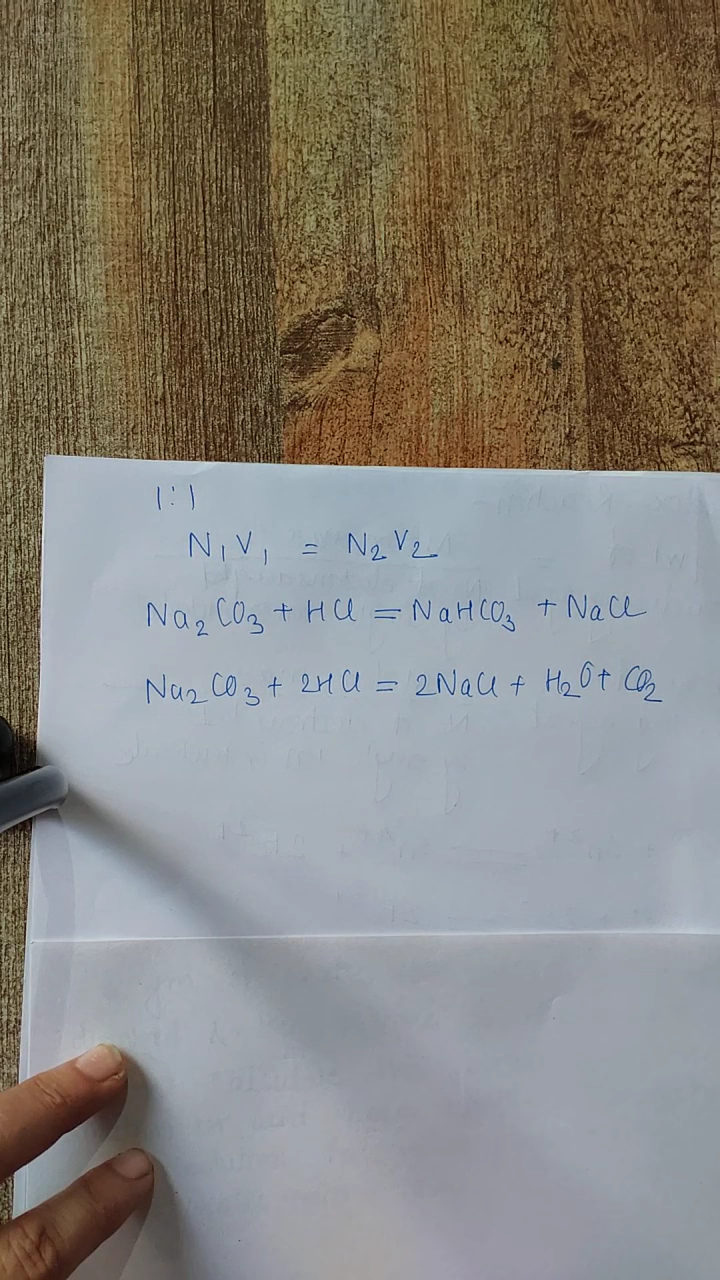 1:1
N₁V₁ = N₂V₂
Na₂CO₃ + HCl = NaHCO₃ + NaCl
Na₂CO₃ + 2HCl = 2NaCl + H₂O + CO₂